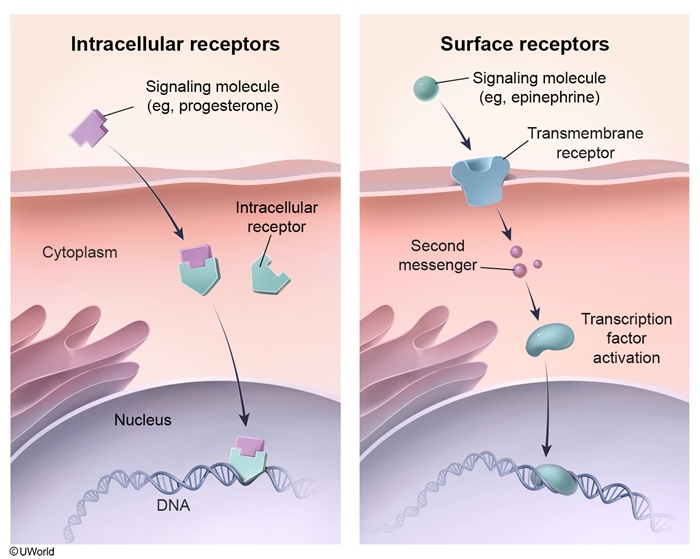 Intracellular receptors
Signaling molecule
(eg, progesterone)
Intracellular
receptor
Cytoplasm
Nucleus
DNA
Surface receptors
Signaling molecule
(eg, epinephrine)
Transmembrane
receptor
Second
messenger
Transcription
factor
activation
©UWorld